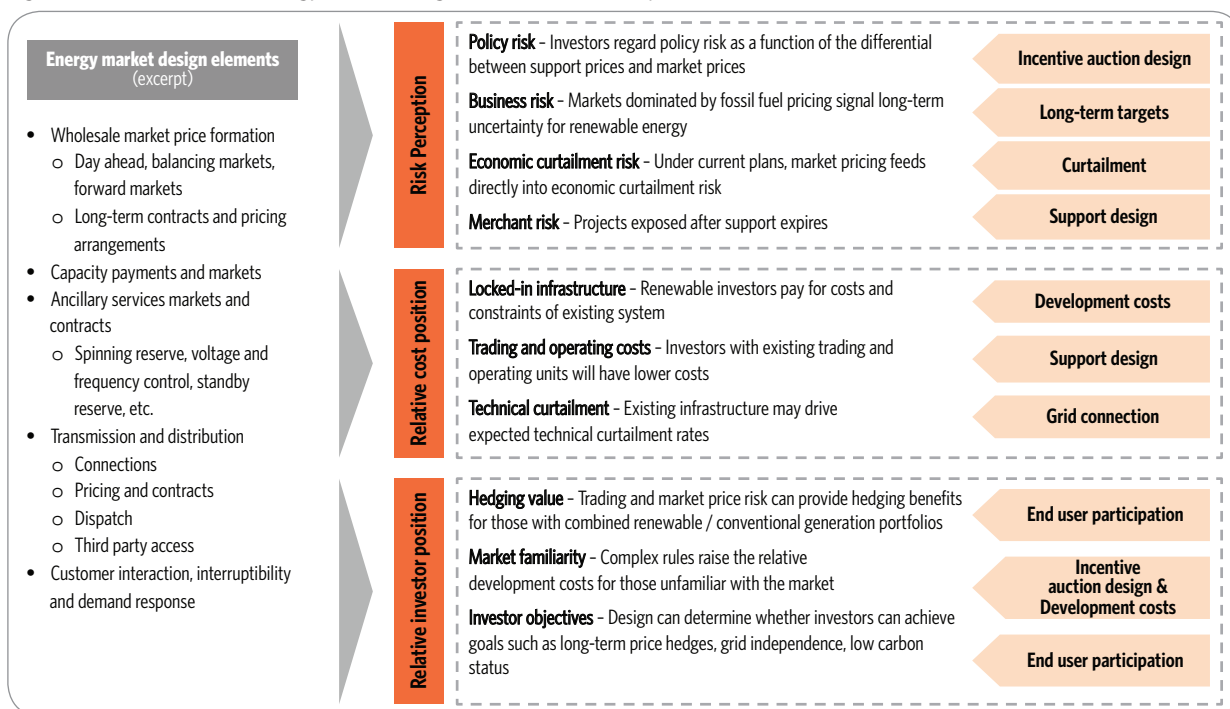 Energy market design elements
(excerpt)
• Wholesale market price formation
o Day ahead, balancing markets,
forward markets
o Long-term contracts and pricing
arrangements
• Capacity payments and markets
• Ancillary services markets and
contracts
o Spinning reserve, voltage and
frequency control, standby
reserve, etc.
• Transmission and distribution
o Connections
o Pricing and contracts
o Dispatch
o Third party access
• Customer interaction, interruptibility
and demand response
Risk Perception
Policy risk – Investors regard policy risk as a function of the differential
between support prices and market prices
Incentive auction design
Business risk – Markets dominated by fossil fuel pricing signal long-term
uncertainty for renewable energy
Long-term targets
Economic curtailment risk – Under current plans, market pricing feeds
directly into economic curtailment risk
Curtailment
Merchant risk – Projects exposed after support expires
Support design
Relative cost position
Locked-in infrastructure – Renewable investors pay for costs and
constraints of existing system
Development costs
Trading and operating costs – Investors with existing trading and
operating units will have lower costs
Support design
Technical curtailment – Existing infrastructure may drive
expected technical curtailment rates
Grid connection
Relative investor position
Hedging value – Trading and market price risk can provide hedging benefits
for those with combined renewable / conventional generation portfolios
End user participation
Market familiarity – Complex rules raise the relative
development costs for those unfamiliar with the market
Incentive
auction design &
Development costs
Investor objectives – Design can determine whether investors can achieve
goals such as long-term price hedges, grid independence, low carbon
status
End user participation